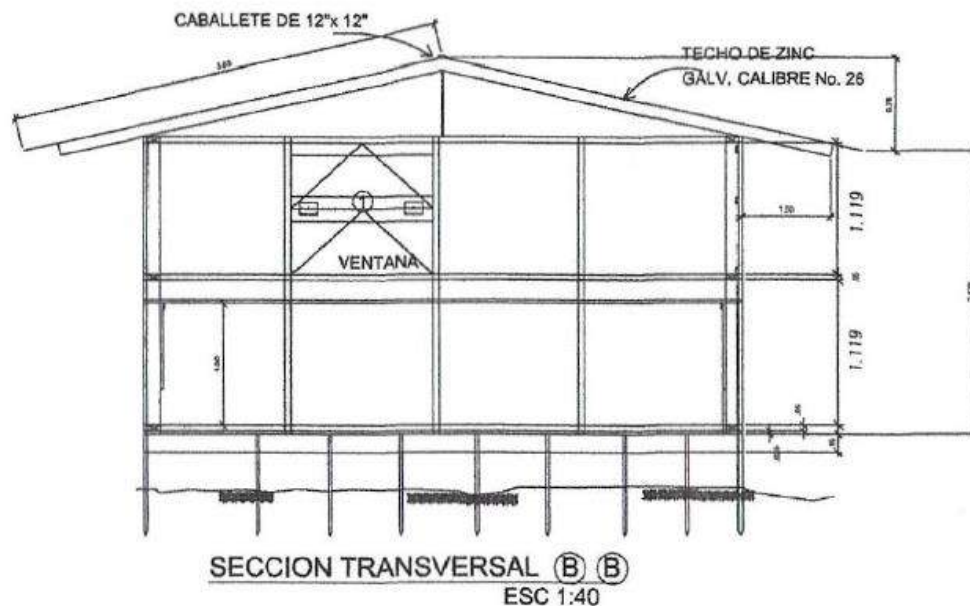 CABALLETE DE 12"x 12"
TECHO DE ZINC
GALV. CALIBRE No. 26
1
1.119
VENTANA
1.119
SECCION TRANSVERSAL B B
ESC 1:40